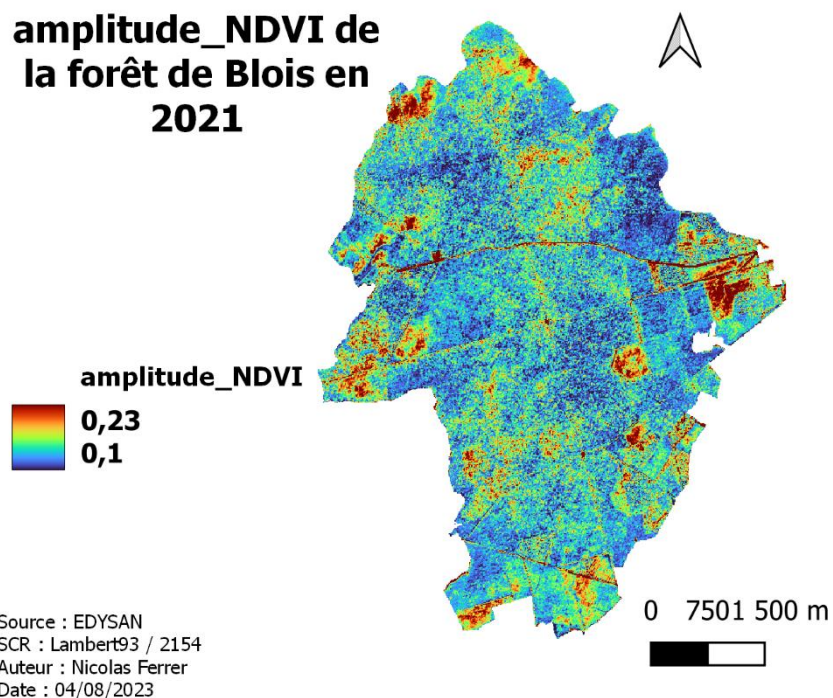 amplitude_NDVI de
la forêt de Blois en
2021
amplitude_NDVI
0,23
0,1
0 7501 500 m
Source : EDYSAN
SCR : Lambert93 / 2154
Auteur : Nicolas Ferrer
Date : 04/08/2023